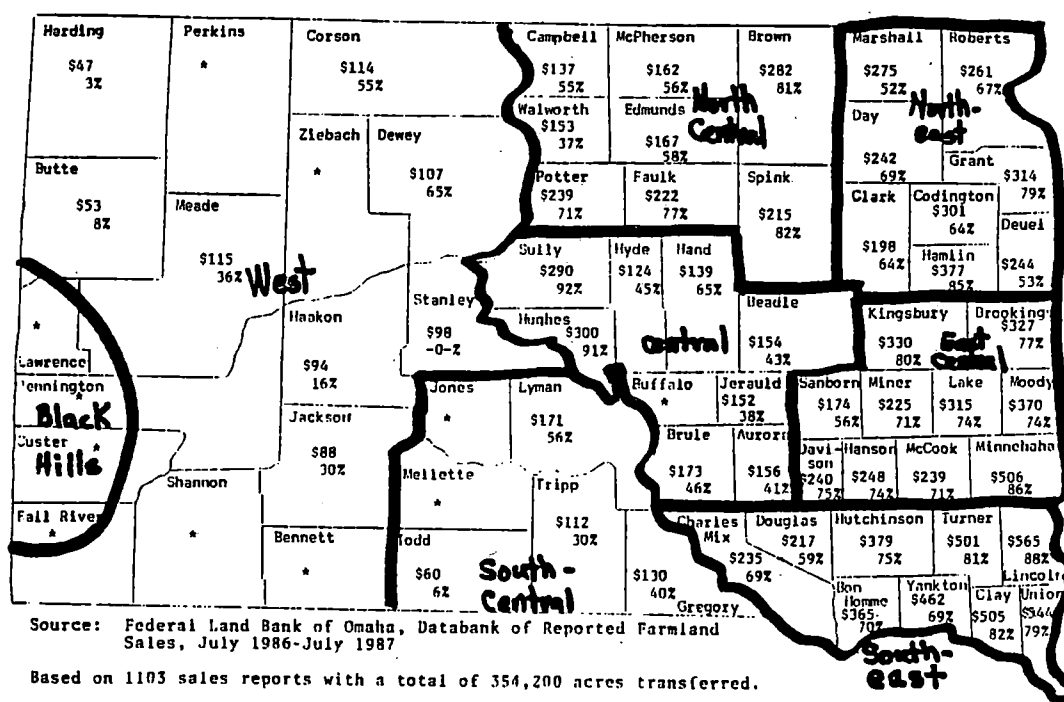 Harding
$47
3%
Perkins
*
Corson
$114
55%
Campbell
$137
55%
McPherson
$162
56%
Brown
$282
81%
Marshall
$275
52%
Roberts
$261
67%
North
Central
North-
east
Walworth
$153
37%
Edmunds
$167
58%
Day
$242
69%
Grant
$314
79%
Ziebach
*
Dewey
$107
65%
Butte
$53
8%
Meade
$115
36%
West
Potter
$239
71%
Faulk
$222
77%
Spink
$215
82%
Clark
$198
64%
Codington
$301
64%
Deuel
$244
53%
Hamlin
$377
85%
Sully
$290
92%
Hyde
$124
45%
Hand
$139
65%
Stanley
$98
-0-%
Hughes
$300
91%
Central
Beadle
$154
43%
Kingsbury
$330
80%
Brookings
$327
77%
East
Central
Haakon
$94
16%
*
Lawrence
Pennington
*
Black
Hills
Custer
*
Fall River
*
Jackson
$88
30%
Jones
*
Lyman
$171
56%
Buffalo
*
Jerauld
$152
38%
Sanborn
$174
56%
Miner
$225
71%
Lake
$315
74%
Moody
$370
74%
Brule
$173
46%
Aurora
$156
41%
Davi-
son
$240
75%
Hanson
$248
74%
McCook
$239
71%
Minnehaha
$506
86%
Shannon
*
Bennett
*
Mellette
*
Todd
$60
6%
Tripp
$112
30%
South-
Central
$130
40%
Gregory
Charles
Mix
$235
69%
Douglas
$217
59%
Hutchinson
$379
75%
Turner
$501
81%
$565
88%
Lincoln
Bon
Homme
$365
70%
Yankton
$462
69%
Clay
$505
82%
Union
$544
79%
South-
east
Source: Federal Land Bank of Omaha, Databank of Reported Farmland
Sales, July 1986-July 1987
Based on 1103 sales reports with a total of 354,200 acres transferred.